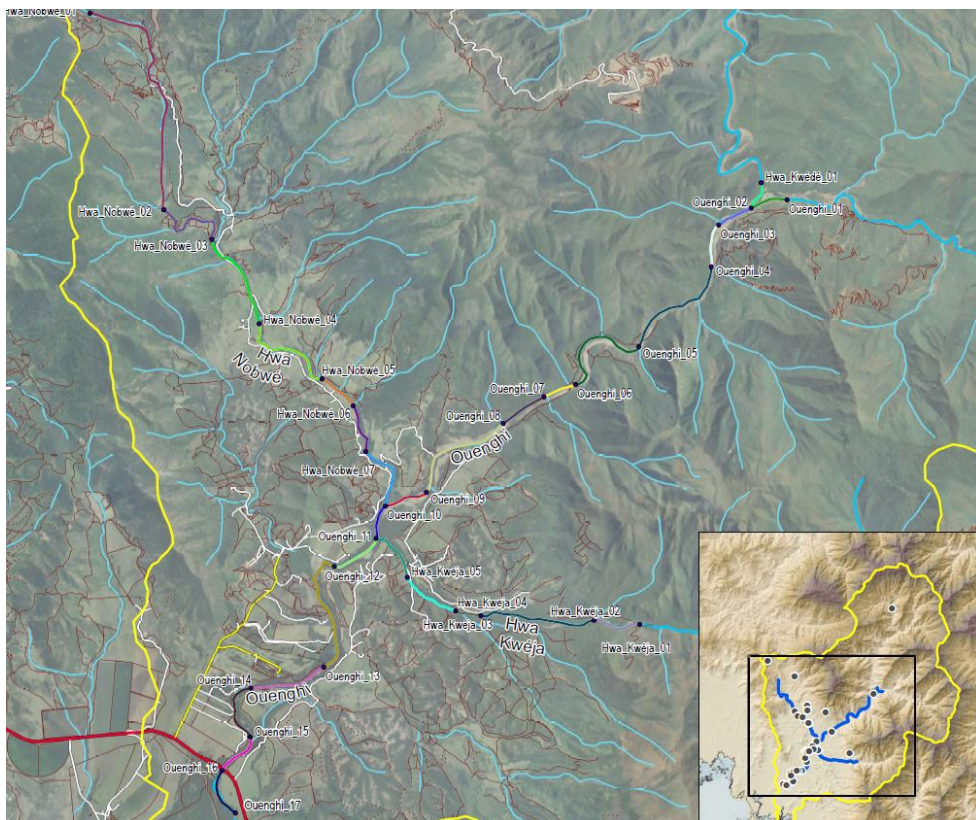 Hwa_Nobwé_01
Hwa_Kwédè_01
Hwa_Nobwé_02
Ouenghi_02
Ouenghi_01
Ouenghi_03
Hwa_Nobwé_03
Ouenghi_04
Hwa_Nobwé_04
Hwa
Nobwé
Ouenghi_05
Hwa_Nobwé_05
Ouenghi_07
Ouenghi_06
Hwa_Nobwé_06
Ouenghi_08
Ouenghi
Hwa_Nobwé_07
Ouenghi_09
Ouenghi_10
Ouenghi_11
Ouenghi_12
Hwa_Kwéja_05
Hwa_Kwéja_04
Hwa_Kwéja_02
Hwa_Kwéja_03
Hwa
Kwéja
Hwa_Kwéja_01
Ouenghi_13
Ouenghi_14
Ouenghi
Ouenghi_15
Ouenghi_16
Ouenghi_17